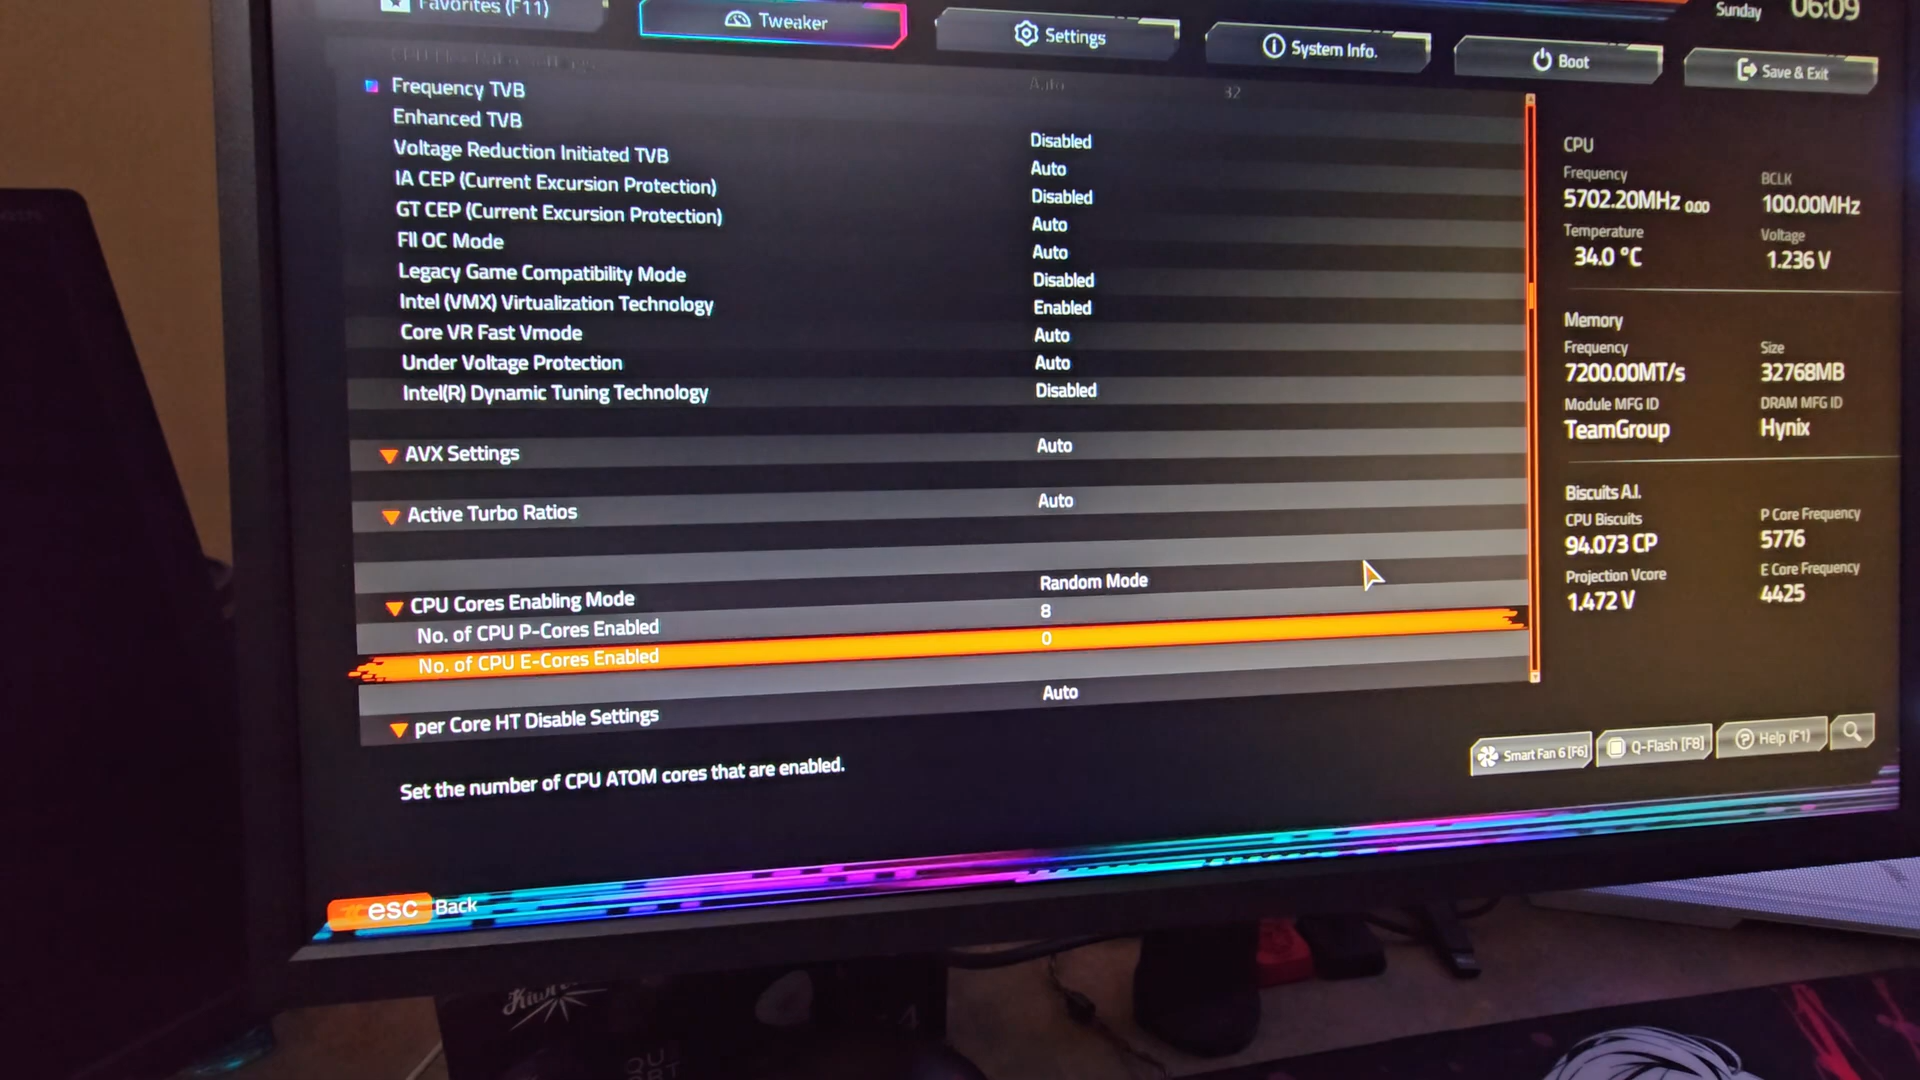 Favorites (F11)
Tweaker
Settings
System Info.
Boot
Save & Exit
Sunday
06:09
Frequency TVB
Auto
32
Enhanced TVB
Disabled
Voltage Reduction Initiated TVB
Auto
IA CEP (Current Excursion Protection)
Disabled
GT CEP (Current Excursion Protection)
Auto
Fll OC Mode
Auto
Legacy Game Compatibility Mode
Disabled
Intel (VMX) Virtualization Technology
Enabled
Core VR Fast Vmode
Auto
Under Voltage Protection
Auto
Intel(R) Dynamic Tuning Technology
Disabled
AVX Settings
Auto
Active Turbo Ratios
Auto
CPU Cores Enabling Mode
Random Mode
No. of CPU P-Cores Enabled
8
No. of CPU E-Cores Enabled
0
per Core HT Disable Settings
Auto
Set the number of CPU ATOM cores that are enabled.
CPU
Frequency
BCLK
5702.20MHz 0.00
100.00MHz
Temperature
Voltage
34.0 °C
1.236 V
Memory
Frequency
Size
7200.00MT/s
32768MB
Module MFG ID
DRAM MFG ID
TeamGroup
Hynix
Biscuits A.I.
CPU Biscuits
P Core Frequency
94.073 CP
5776
Projection Vcore
E Core Frequency
1.472 V
4425
Smart Fan 6 [F6]
Q-Flash [F8]
Help (F1)
esc Back